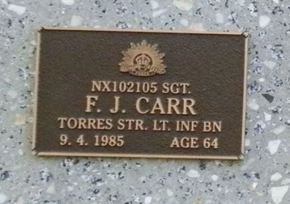 NX102105 SGT.
F. J. CARR
TORRES STR. LT. INF BN
9. 4. 1985 AGE 64